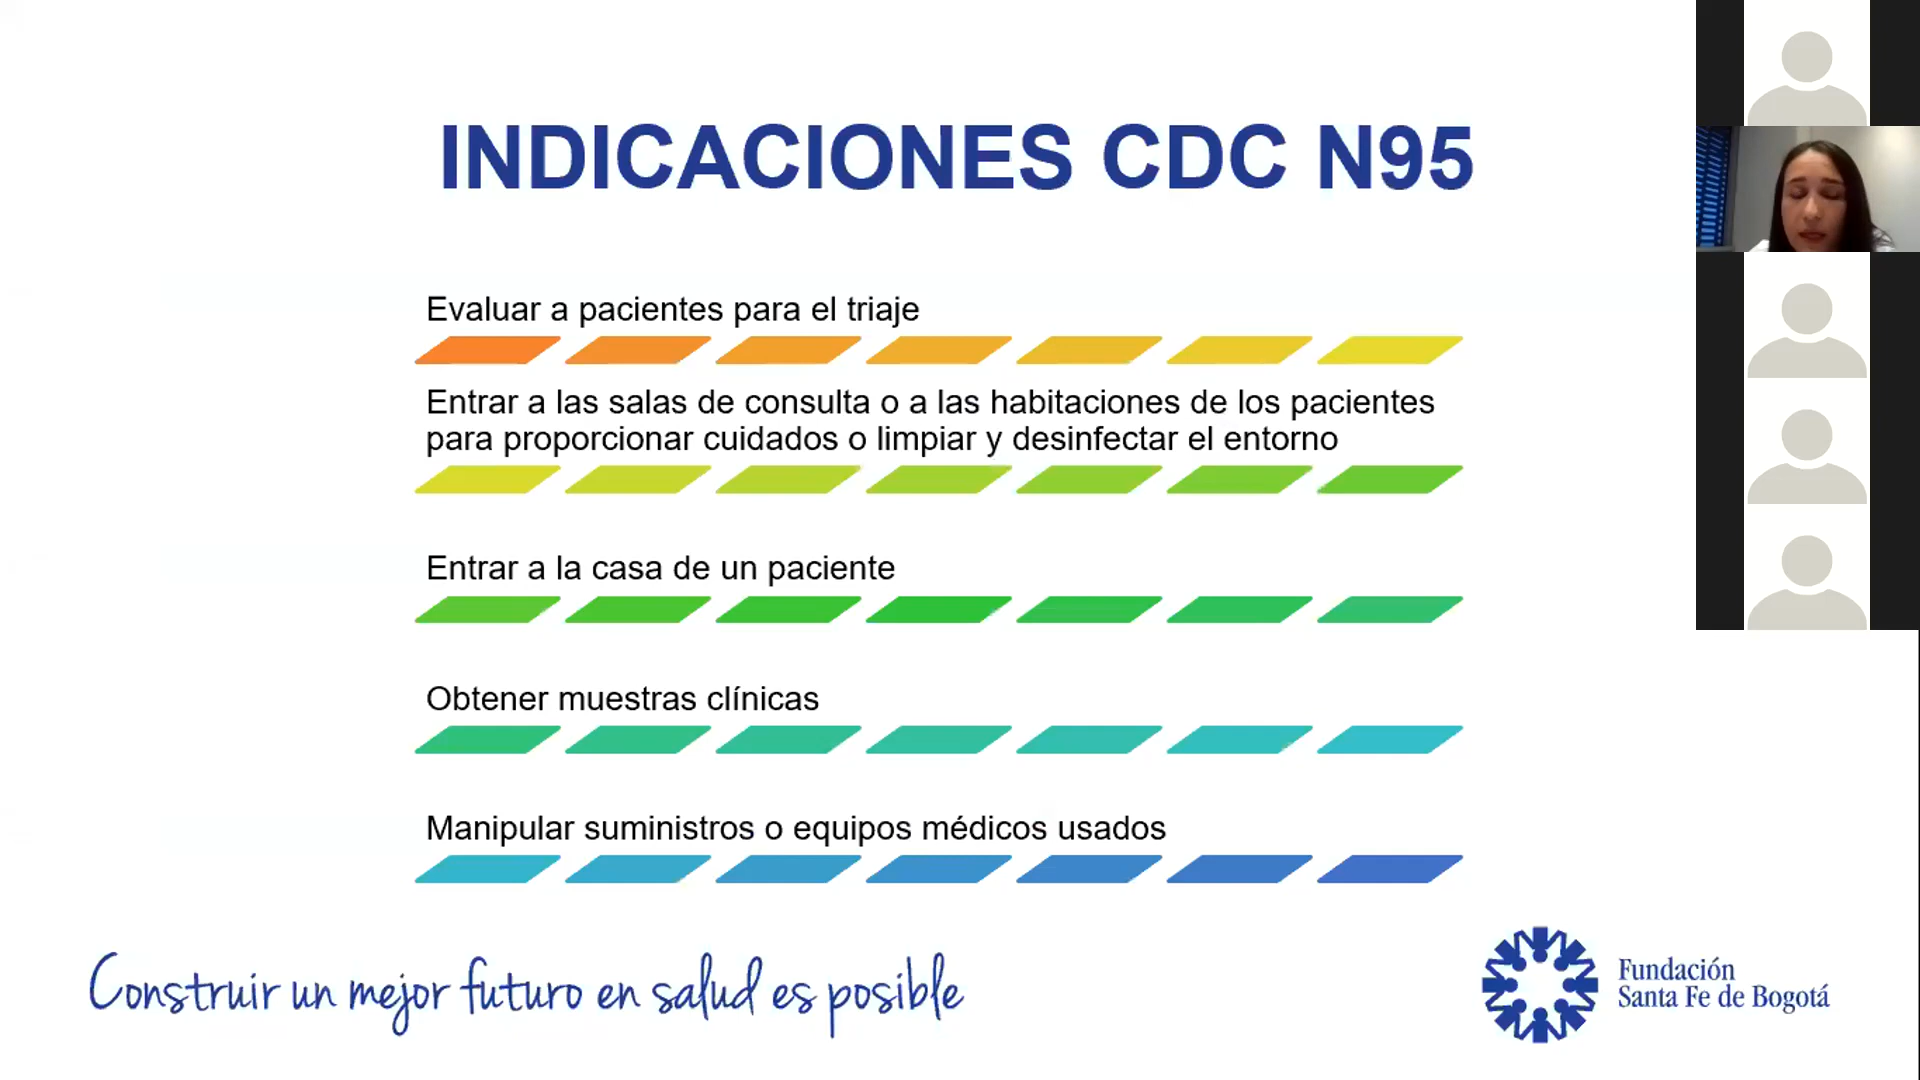 INDICACIONES CDC N95
Evaluar a pacientes para el triaje
Entrar a las salas de consulta o a las habitaciones de los pacientes
para proporcionar cuidados o limpiar y desinfectar el entorno
Entrar a la casa de un paciente
Obtener muestras clínicas
Manipular suministros o equipos médicos usados
Construir un mejor futuro en salud es posible
Fundación
Santa Fe de Bogotá